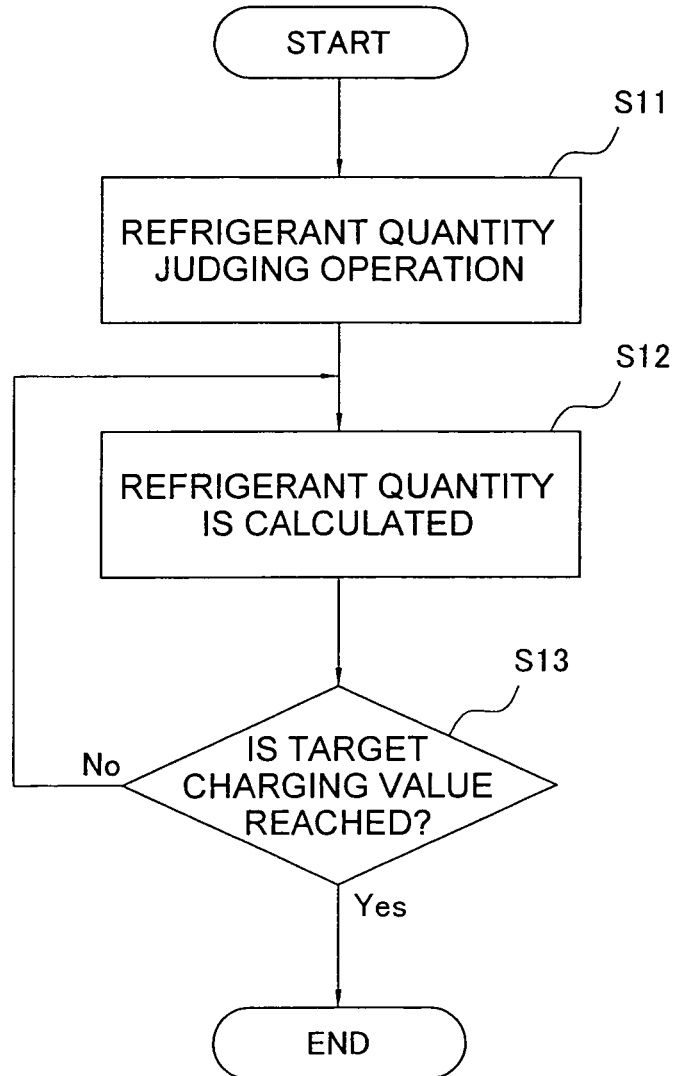 START
S11
REFRIGERANT QUANTITY
JUDGING OPERATION
S12
REFRIGERANT QUANTITY
IS CALCULATED
S13
IS TARGET
No
CHARGING VALUE
REACHED?
Yes
END